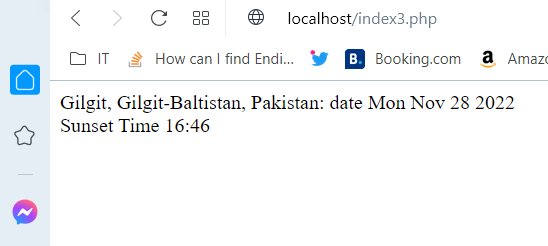 localhost/index3.php
IT How can I find Endi... B. Booking.com a Amazo
Gilgit, Gilgit-Baltistan, Pakistan: date Mon Nov 28 2022
Sunset Time 16:46